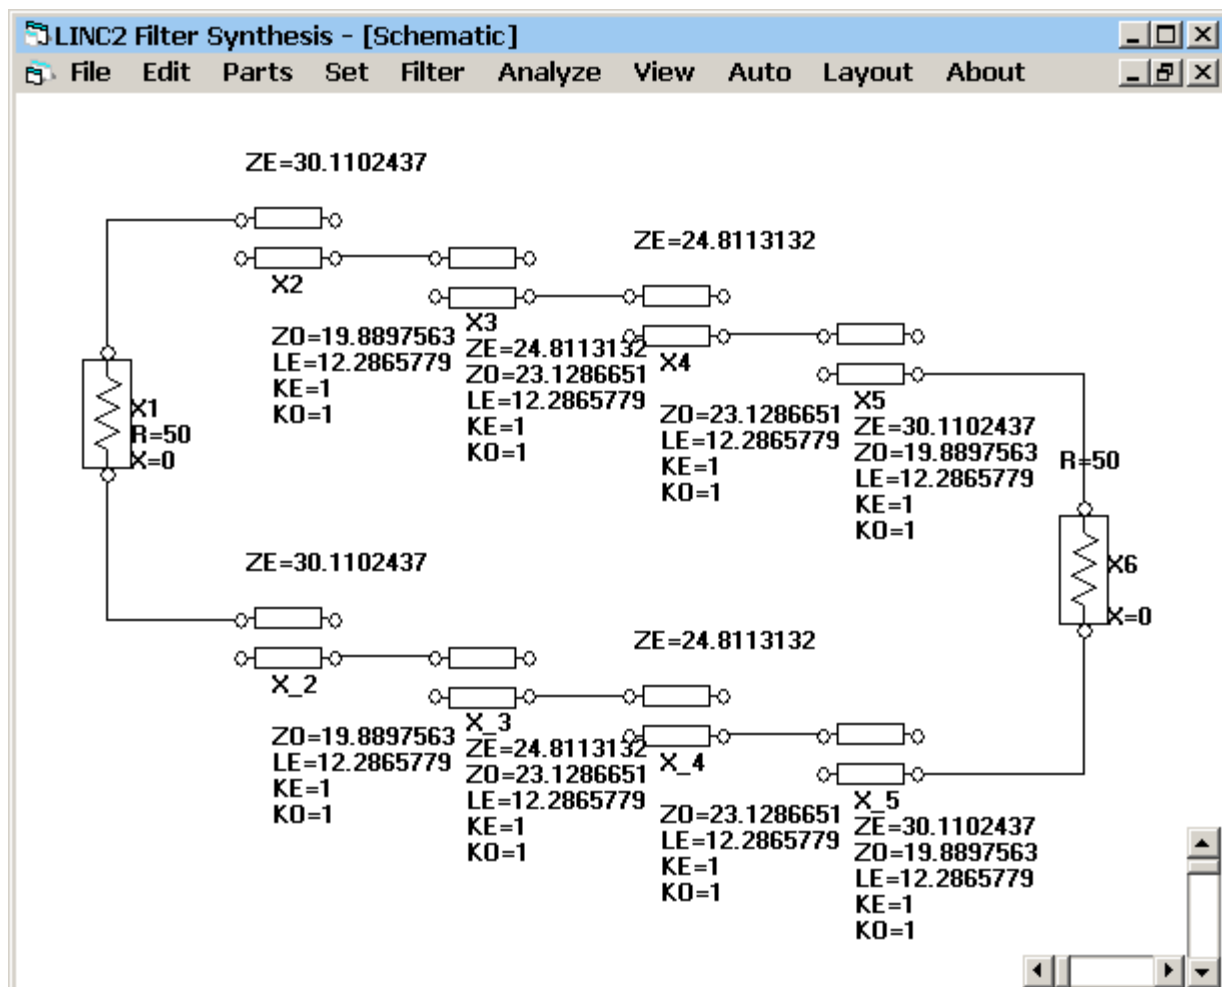 LINC2 Filter Synthesis - [Schematic]
File Edit Parts Set Filter Analyze View Auto Layout About
ZE=30.1102437
X2
ZO=19.8897563
LE=12.2865779
KE=1
KO=1
X3
ZE=24.8113132
ZO=23.1286651
LE=12.2865779
KE=1
KO=1
ZE=24.8113132
X4
ZO=23.1286651
LE=12.2865779
KE=1
KO=1
X5
ZE=30.1102437
ZO=19.8897563
LE=12.2865779
KE=1
KO=1
X1
R=50
X=0
R=50
X6
X=0
ZE=30.1102437
X_2
ZO=19.8897563
LE=12.2865779
KE=1
KO=1
X_3
ZE=24.8113132
ZO=23.1286651
LE=12.2865779
KE=1
KO=1
ZE=24.8113132
X_4
ZO=23.1286651
LE=12.2865779
KE=1
KO=1
X_5
ZE=30.1102437
ZO=19.8897563
LE=12.2865779
KE=1
KO=1